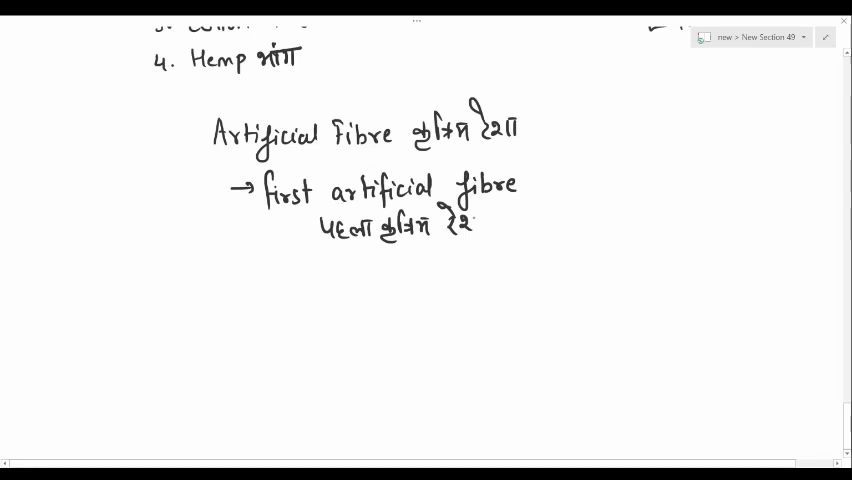 new > New Section 49
4. Hemp भांग
Artificial Fibre कृत्रिम रेशा
→ first artificial fibre
पहला कृत्रिम रेश